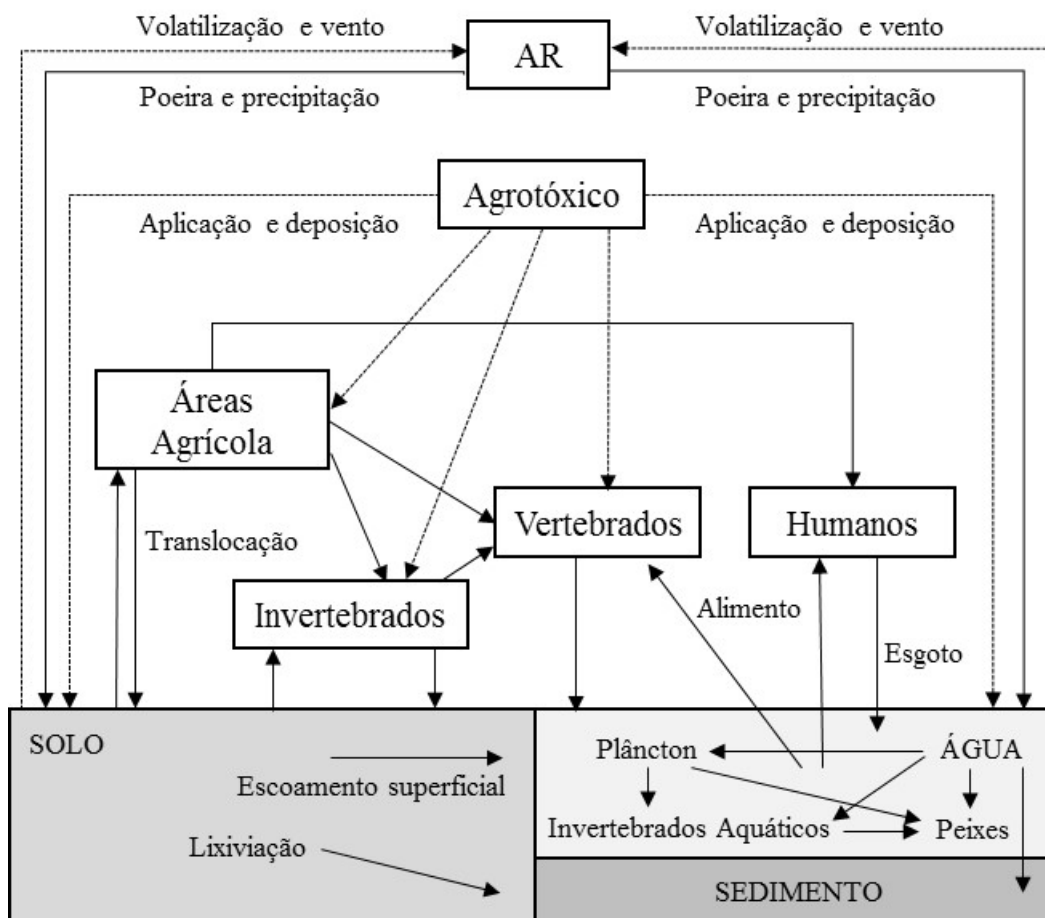 Volatilização e vento
Volatilização e vento
AR
Poeira e precipitação
Poeira e precipitação
Agrotóxico
Aplicação e deposição
Aplicação e deposição
Áreas
Agrícola
Vertebrados
Humanos
Translocação
Invertebrados
Alimento
Esgoto
SOLO
Plâncton
ÁGUA
Escoamento superficial
Invertebrados Aquáticos
Peixes
Lixiviação
SEDIMENTO